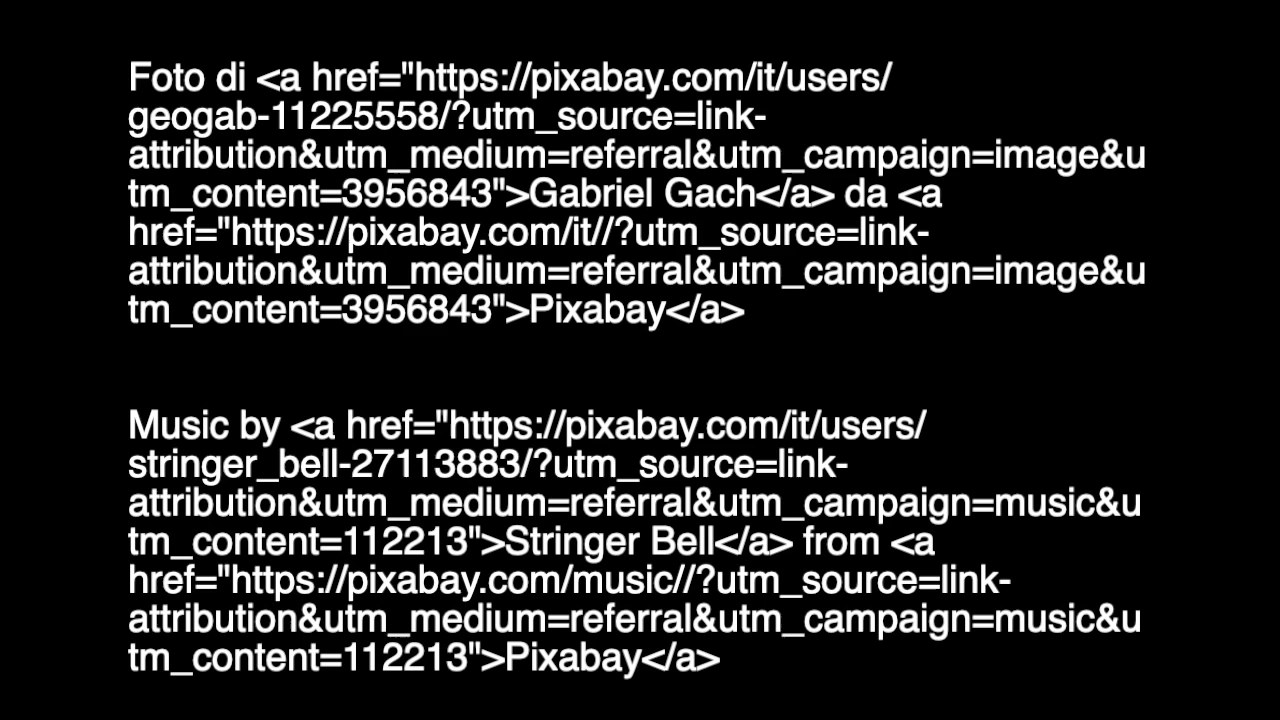 Foto di <a href="https://pixabay.com/it/users/
geogab-11225558/?utm_source=link-
attribution&utm_medium=referral&utm_campaign=image&u
tm_content=3956843">Gabriel Gach</a> da <a
href="https://pixabay.com/it//?utm_source=link-
attribution&utm_medium=referral&utm_campaign=image&u
tm_content=3956843">Pixabay</a>
Music by <a href="https://pixabay.com/it/users/
stringer_bell-27113883/?utm_source=link-
attribution&utm_medium=referral&utm_campaign=music&u
tm_content=112213">Stringer Bell</a> from <a
href="https://pixabay.com/music//?utm_source=link-
attribution&utm_medium=referral&utm_campaign=music&u
tm_content=112213">Pixabay</a>